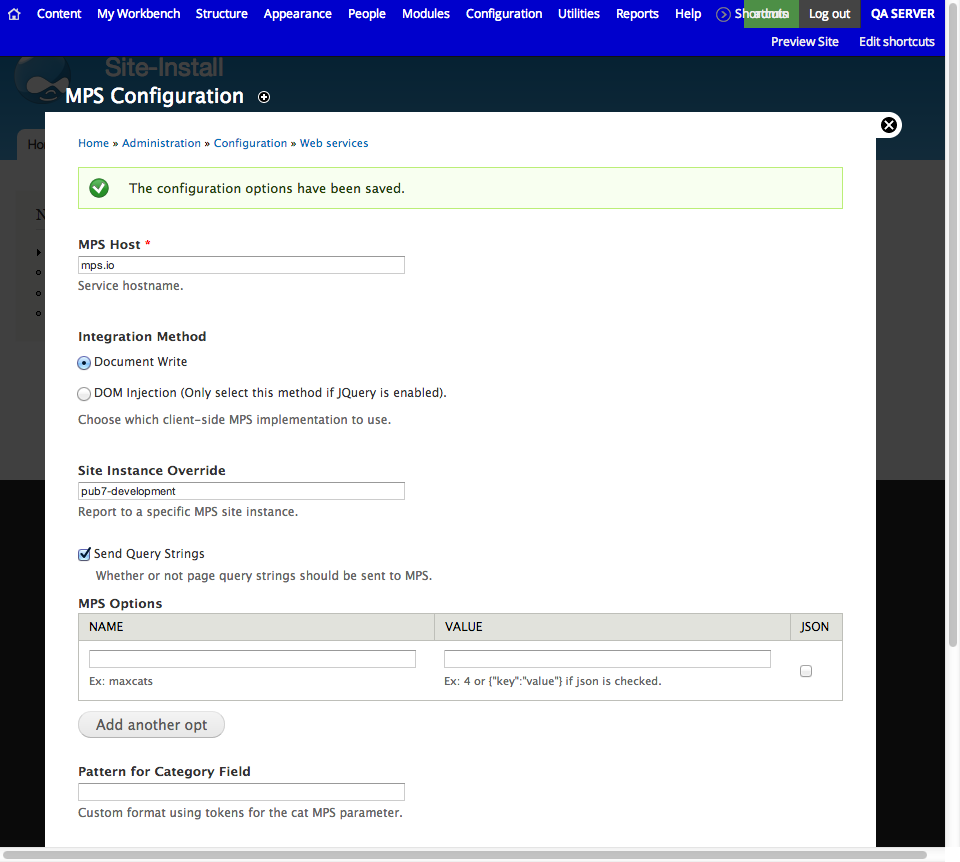 Content My Workbench Structure Appearance People Modules Configuration Utilities Reports Help Shortcuts Log out QA SERVER
Preview Site Edit shortcuts
Site-Install
MPS Configuration
Home » Administration » Configuration » Web services
The configuration options have been saved.
MPS Host *
mps.io
Service hostname.
Integration Method
Document Write
DOM Injection (Only select this method if JQuery is enabled).
Choose which client-side MPS implementation to use.
Site Instance Override
pub7-development
Report to a specific MPS site instance.
Send Query Strings
Whether or not page query strings should be sent to MPS.
MPS Options
NAME VALUE JSON
Ex: maxcats Ex: 4 or {"key":"value"} if json is checked.
Add another opt
Pattern for Category Field
Custom format using tokens for the cat MPS parameter.